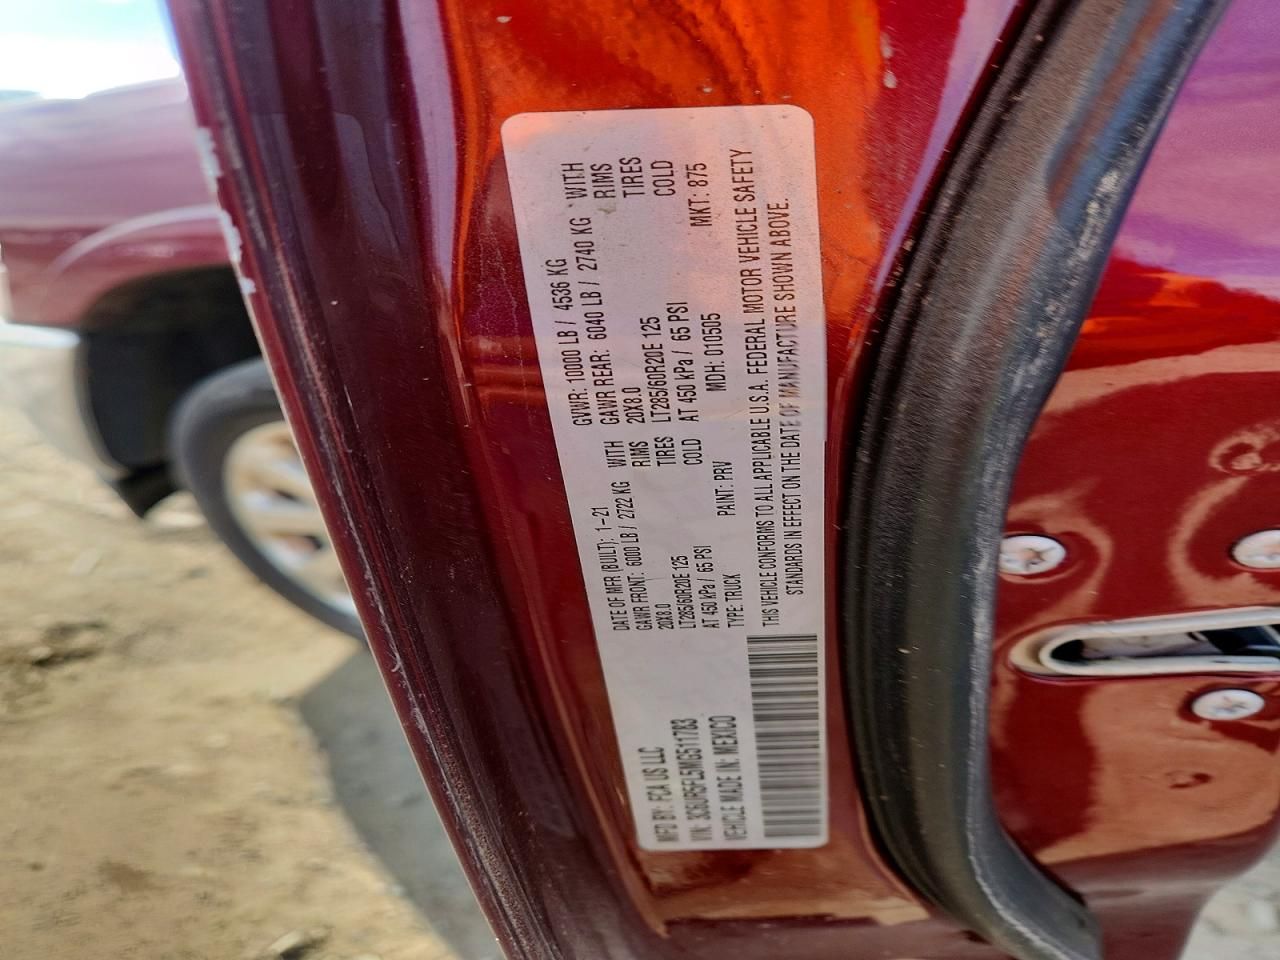 MFD BY: FCA US LLC
DATE OF MFR (BUILT): 1-21
GVWR: 10000 LB / 4536 KG
GAWR FRONT: 6000 LB / 2722 KG WITH
20X8.0 RIMS
LT285/60R20E 125 TIRES
AT 450 kPa / 65 PSI COLD
GAWR REAR: 6040 LB / 2740 KG WITH
20X8.0 RIMS
LT285/60R20E 125 TIRES
AT 450 kPa / 65 PSI COLD
VIN: 3C6UR5FL5MG511783
TYPE: TRUCK PAINT: PRV MDH: 010505 MKT: 875
VEHICLE MADE IN: MEXICO
THIS VEHICLE CONFORMS TO ALL APPLICABLE U.S.A. FEDERAL MOTOR VEHICLE SAFETY
STANDARDS IN EFFECT ON THE DATE OF MANUFACTURE SHOWN ABOVE.